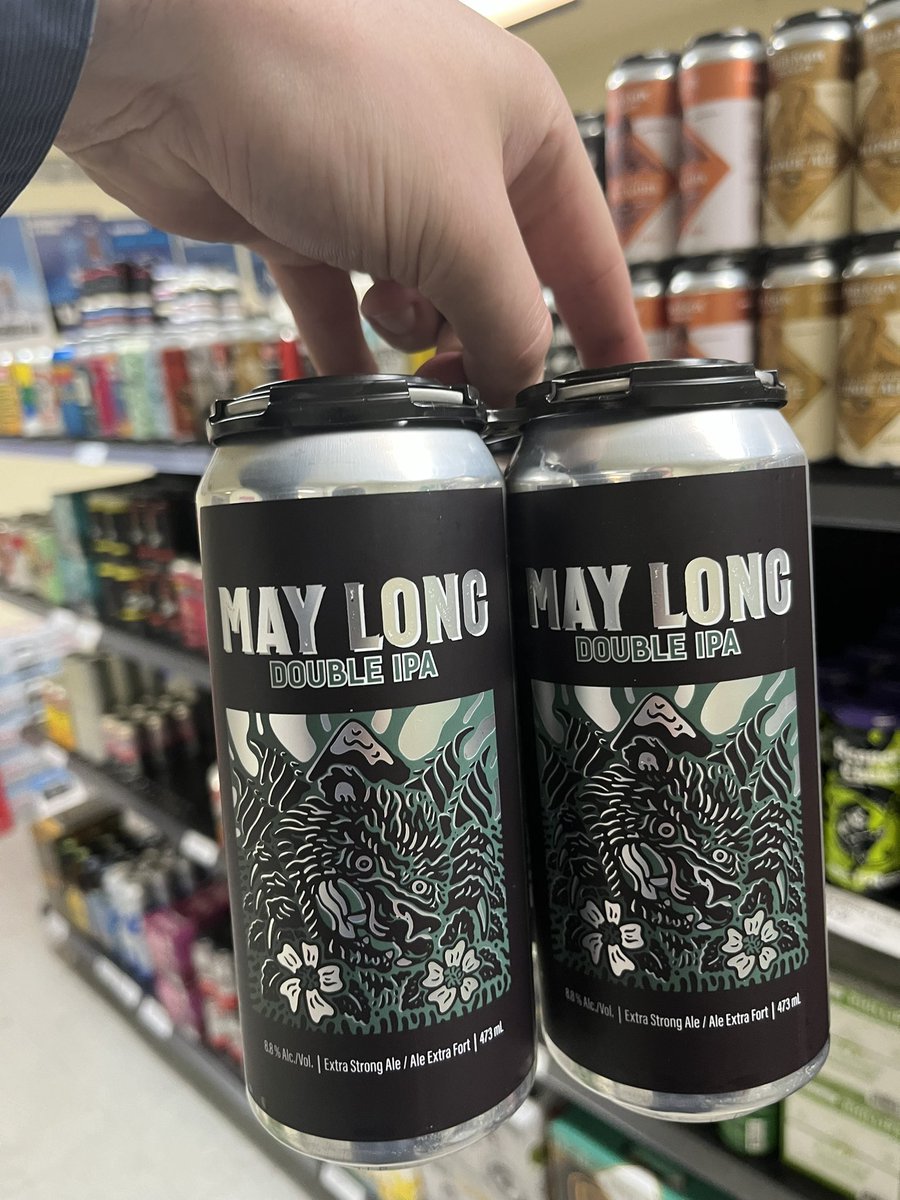 MAY LONG
DOUBLE IPA
8.8% Alc./Vol. | Extra Strong Ale / Ale Extra Fort | 473 mL
MAY LONG
DOUBLE IPA
8.8% Alc./Vol. | Extra Strong Ale / Ale Extra Fort | 473 mL